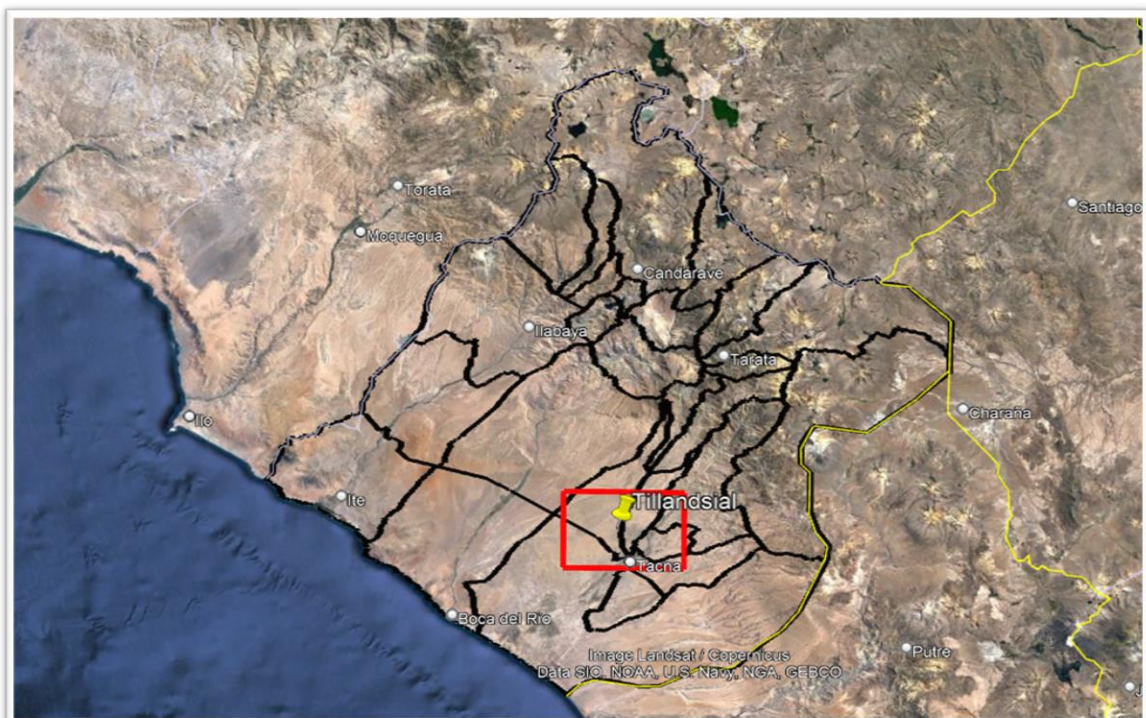 Torata
Santiago
Moquegua
Candarave
Ilabaya
Tarata
Charaña
Ilo
Ite
Tillandsial
Tacna
Boca del Rio
Putre
Image Landsat / Copernicus
Data SIO, NOAA, U.S. Navy, NGA, GEBCO
J